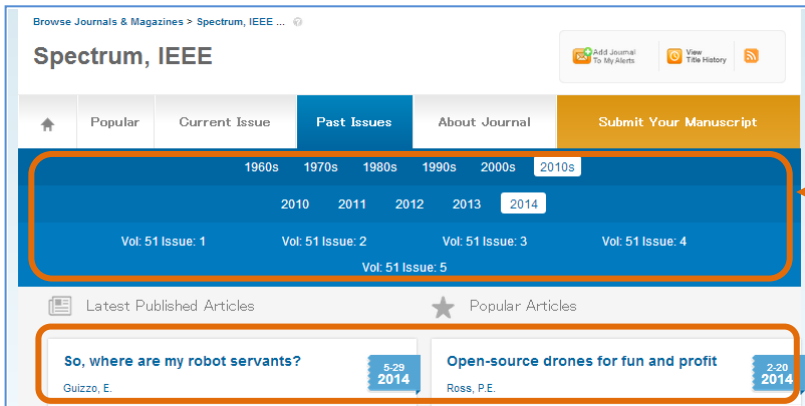 Browse Journals & Magazines > Spectrum, IEEE ...
Spectrum, IEEE
Add Journal To My Alerts
View Title History
Popular Current Issue Past Issues About Journal Submit Your Manuscript
1960s 1970s 1980s 1990s 2000s 2010s
2010 2011 2012 2013 2014
Vol: 51 Issue: 1 Vol: 51 Issue: 2 Vol: 51 Issue: 3 Vol: 51 Issue: 4
Vol: 51 Issue: 5
Latest Published Articles Popular Articles
So, where are my robot servants?
Guizzo, E.
5-29
2014
Open-source drones for fun and profit
Ross, P.E.
2-20
2014